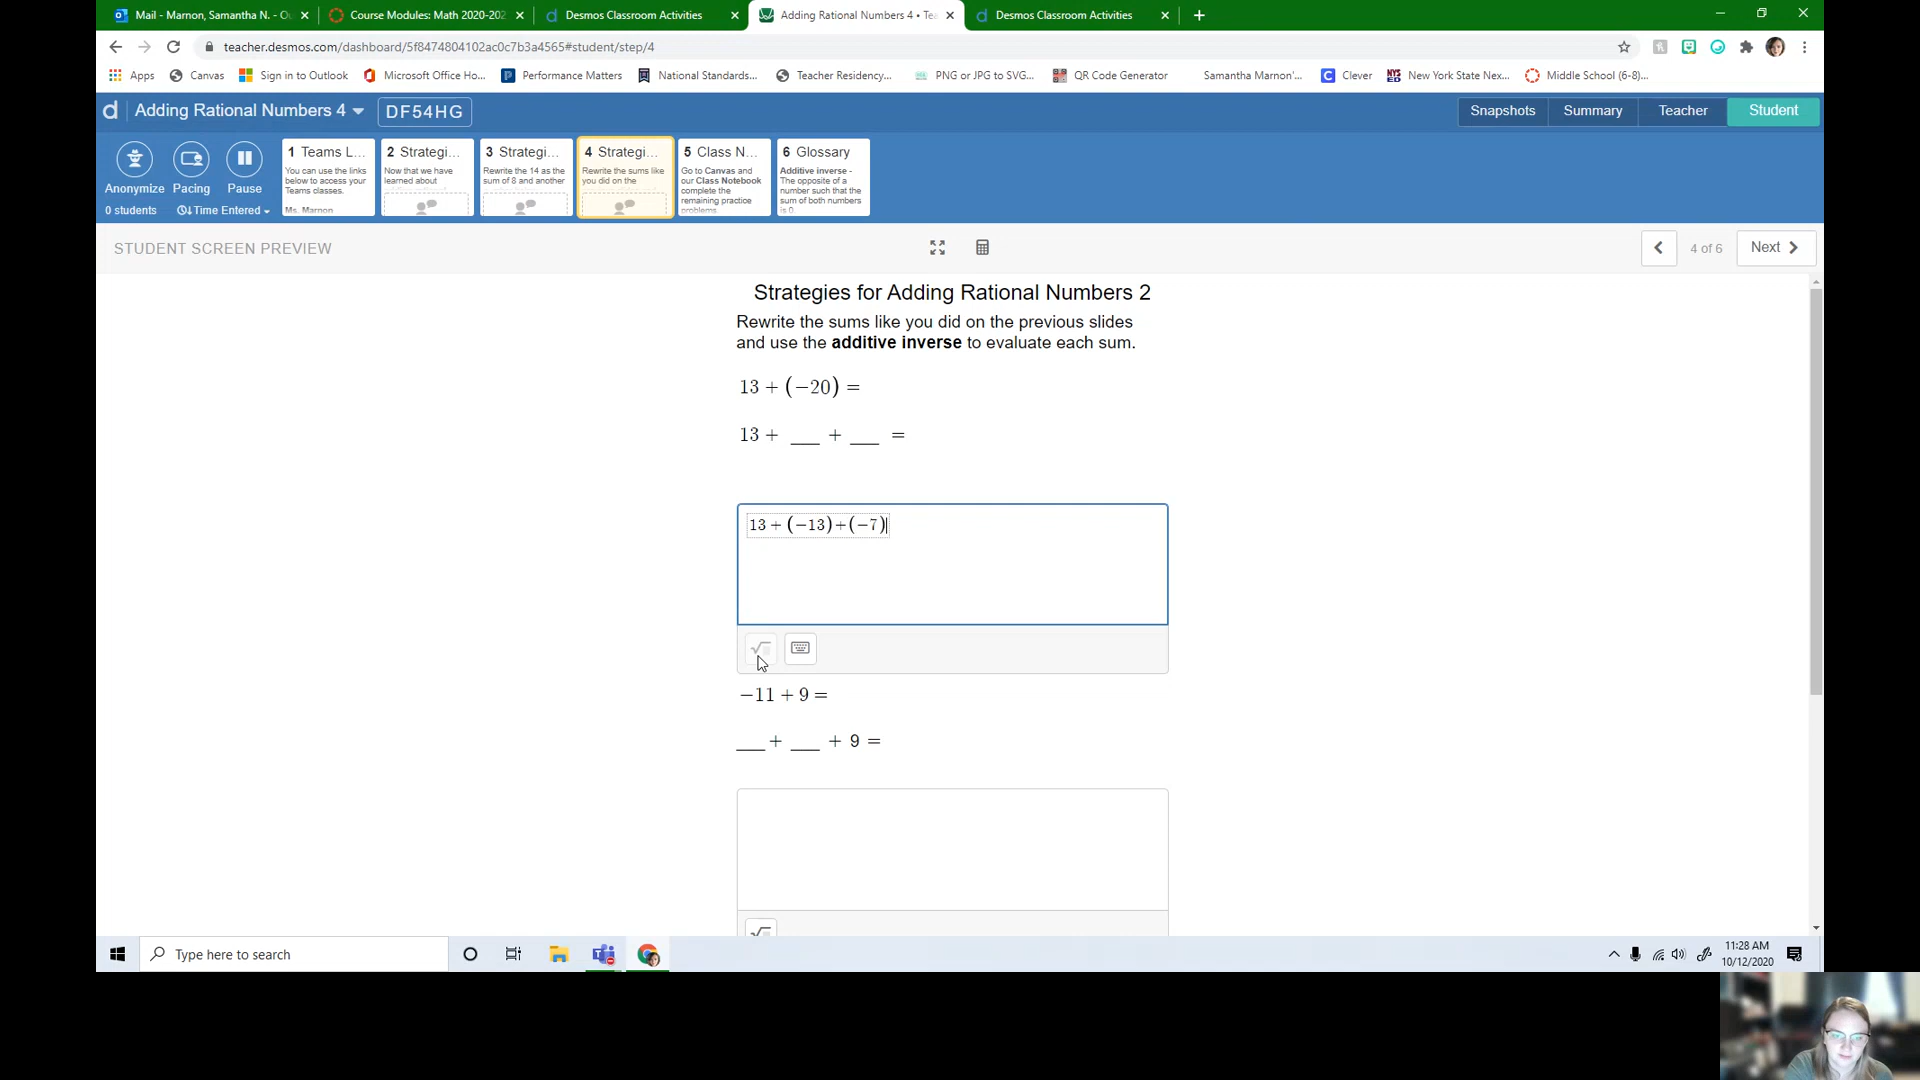 Mail - Marnon, Samantha N. - Ou
Course Modules: Math 2020-202
Desmos Classroom Activities
Adding Rational Numbers 4 • Tea
Desmos Classroom Activities
teacher.desmos.com/dashboard/5f8474804102ac0c7b3a4565#student/step/4
Apps
Canvas
Sign in to Outlook
Microsoft Office Ho...
Performance Matters
National Standards...
Teacher Residency...
PNG or JPG to SVG...
QR Code Generator
Samantha Marnon'...
Clever
New York State Nex...
Middle School (6-8)...
d
Adding Rational Numbers 4
DF54HG
Snapshots
Summary
Teacher
Student
Anonymize
Pacing
Pause
0 students
Time Entered
1 Teams L...
You can use the links
below to access your
Teams classes.
Ms. Marnon
2 Strategi...
Now that we have
learned about
3 Strategi...
Rewrite the 14 as the
sum of 8 and another
4 Strategi...
Rewrite the sums like
you did on the
5 Class N...
Go to Canvas and
our Class Notebook
complete the
remaining practice
problems.
6 Glossary
Additive inverse -
The opposite of a
number such that the
sum of both numbers
is 0.
STUDENT SCREEN PREVIEW
4 of 6
Next
Strategies for Adding Rational Numbers 2
Rewrite the sums like you did on the previous slides
and use the additive inverse to evaluate each sum.
13 + (−20) =
13 + ___ + ___ =
13 + (−13)+(−7)
−11 + 9 =
___ + ___ + 9 =
Type here to search
11:28 AM
10/12/2020